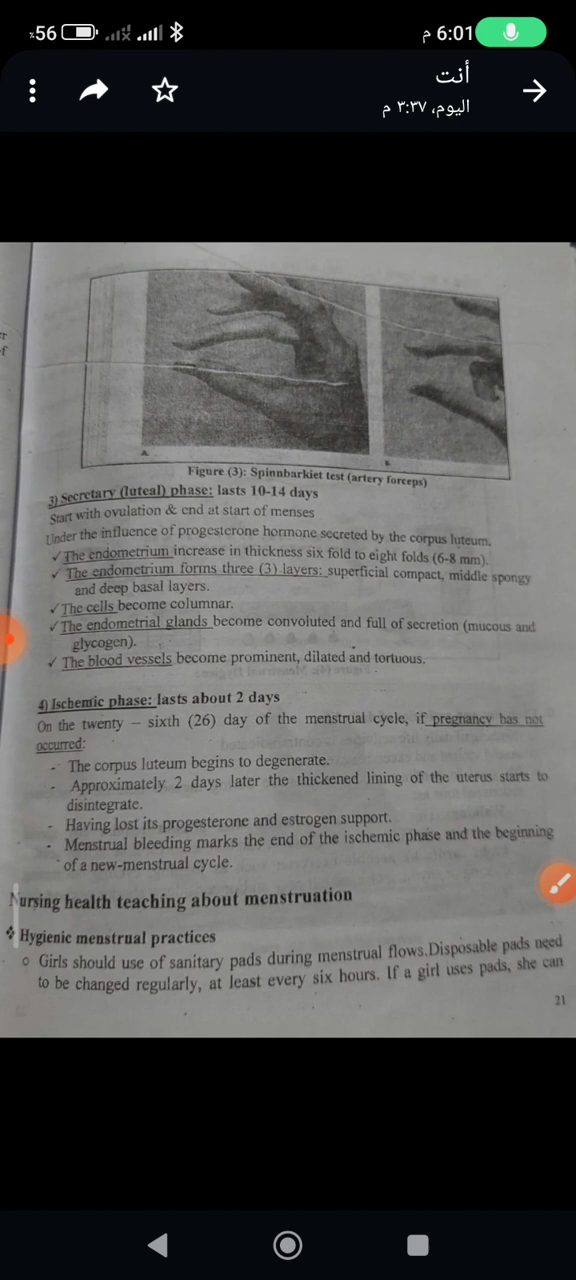 %56
6:01 م
أنت
اليوم، ٣:٣٧ م
er
f
A
B
Figure (3): Spinnbarkiet test (artery forceps)
3) Secretary (luteal) phase: lasts 10-14 days
Start with ovulation & end at start of menses
Under the influence of progesterone hormone secreted by the corpus luteum.
✓ The endometrium increase in thickness six fold to eight folds (6-8 mm).
✓ The endometrium forms three (3) layers: superficial compact, middle spongy
and deep basal layers.
✓ The cells become columnar.
✓ The endometrial glands become convoluted and full of secretion (mucous and
glycogen).
✓ The blood vessels become prominent, dilated and tortuous.
4) Ischemic phase: lasts about 2 days
On the twenty – sixth (26) day of the menstrual cycle, if pregnancy has not
occurred:
- The corpus luteum begins to degenerate.
- Approximately 2 days later the thickened lining of the uterus starts to
disintegrate.
- Having lost its progesterone and estrogen support.
- Menstrual bleeding marks the end of the ischemic phase and the beginning
of a new-menstrual cycle.
Nursing health teaching about menstruation
❖ Hygienic menstrual practices
o Girls should use of sanitary pads during menstrual flows.Disposable pads need
to be changed regularly, at least every six hours. If a girl uses pads, she can
21